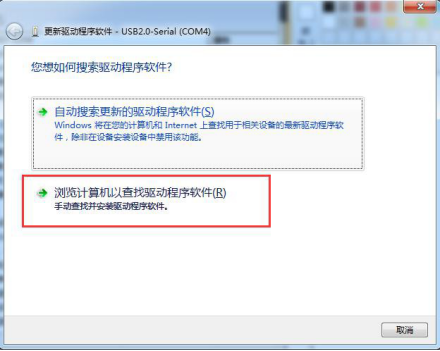 更新驱动程序软件 - USB2.0-Serial (COM4)
您想如何搜索驱动程序软件?
自动搜索更新的驱动程序软件(S)
Windows 将在您的计算机和 Internet 上查找用于相关设备的最新驱动程序软
件，除非在设备安装设备中禁用该功能。
浏览计算机以查找驱动程序软件(R)
手动查找并安装驱动程序软件。
取消